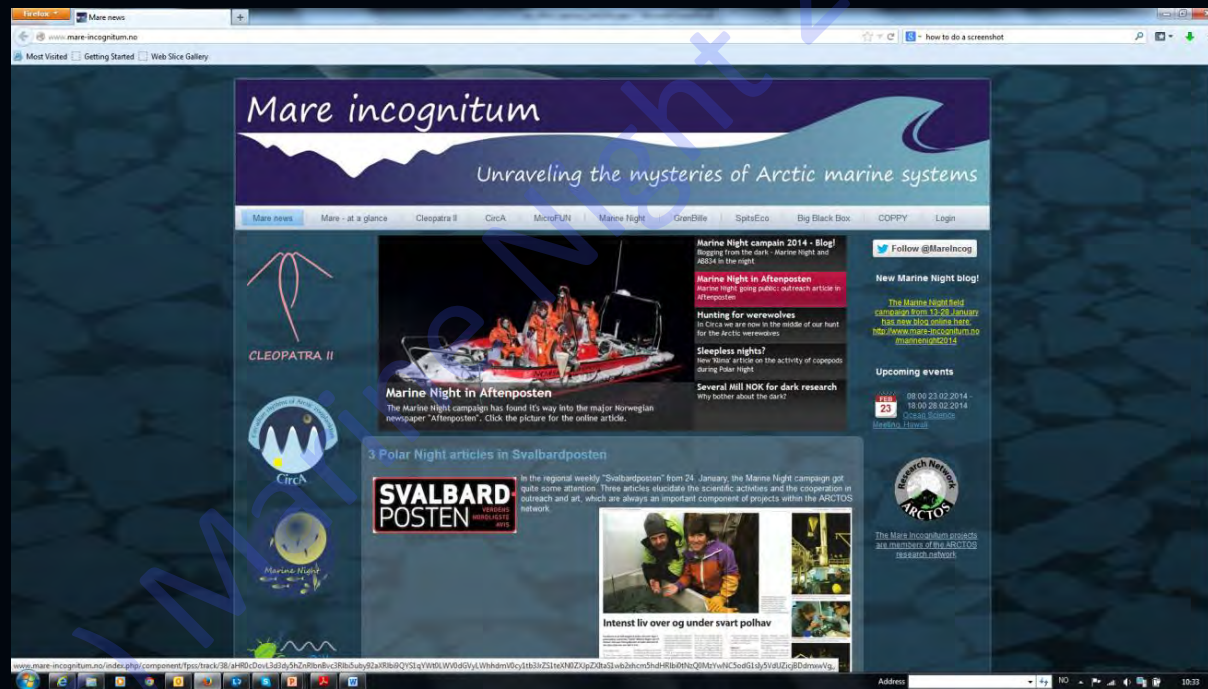 Firefox
Mare news
www.mare-incognitum.no
how to do a screenshot
Most Visited
Getting Started
Web Slice Gallery
Mare incognitum
Unraveling the mysteries of Arctic marine systems
Mare news
Mare - at a glance
Cleopatra II
CircA
MicroFUN
Marine Night
GrønBille
SpitsEco
Big Black Box
COPPY
Login
CLEOPATRA II
CircA
Marine Night
Marine Night in Aftenposten
The Marine Night campaign has found it's way into the major Norwegian
newspaper "Aftenposten". Click the picture for the online article.
Marine Night campain 2014 - Blog!
Blogging from the dark - Marine Night and
AB834 in the night
Marine Night in Aftenposten
Marine Night going public: outreach article in
Aftenposten
Hunting for werewolves
In Circa we are now in the middle of our hunt
for the Arctic werewolves
Sleepless nights?
New 'Klima' article on the activity of copepods
during Polar Night
Several Mill NOK for dark research
Why bother about the dark?
3 Polar Night articles in Svalbardposten
SVALBARD
POSTEN
VERDENS
NORDLIGSTE
AVIS
In the regional weekly "Svalbardposten" from 24. January, the Marine Night campaign got
quite some attention. Three articles elucidate the scientific activities and the cooperation in
outreach and art, which are always an important component of projects within the ARCTOS
network.
Intenst liv over og under svart polhav
Follow @MareIncog
New Marine Night blog!
The Marine Night field
campaign from 13-28 January
has new blog online here:
http://www.mare-incognitum.no
/marinenight2014
Upcoming events
FEB
23
08:00 23.02.2014 -
18:00 28.02.2014
Ocean Science
Meeting, Hawaii
Research Network
ARCTOS
The Mare Incognitum projects
are members of the ARCTOS
research network
Address
NO
10:33
) Marine Night 2